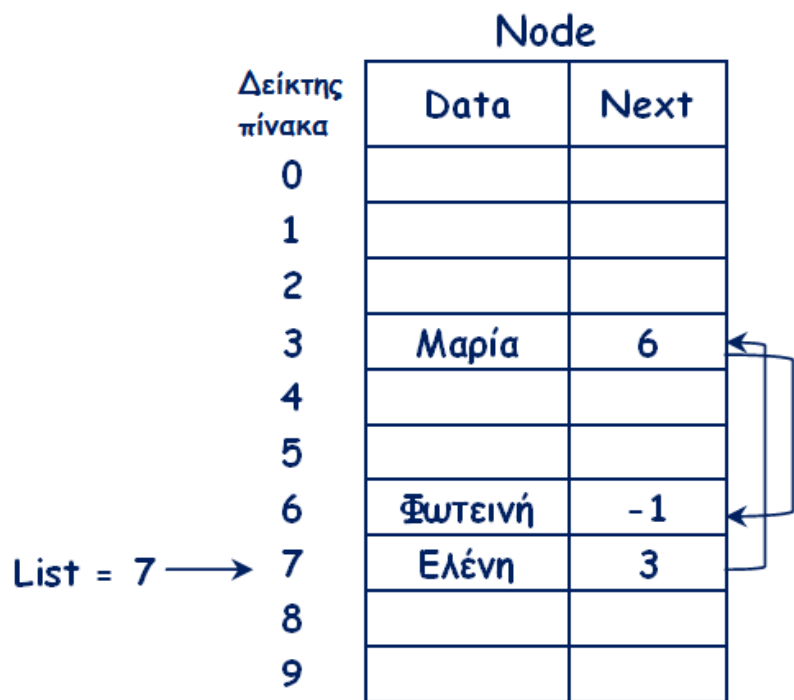 Node
Δείκτης
πίνακα
Data Next
0
1
2
3 Μαρία 6
4
5
6 Φωτεινή -1
List = 7 7 Ελένη 3
8
9